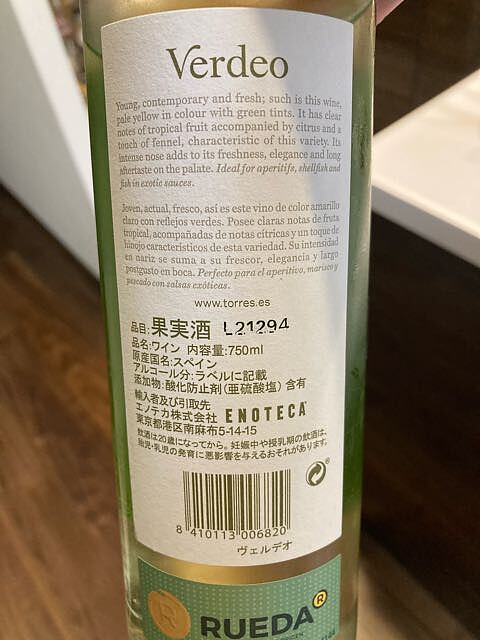 Verdeo
Young, contemporary and fresh; such is this wine,
pale yellow in colour with green tints. It has clear
notes of tropical fruit accompanied by citrus and a
touch of fennel, characteristic of this variety. Its
intense nose adds to its freshness, elegance and long
aftertaste on the palate. Ideal for aperitifs, shellfish and
fish in exotic sauces.
Joven, actual, fresco, así es este vino de color amarillo
claro con reflejos verdes. Posee claras notas de fruta
tropical, acompañadas de notas cítricas y un toque de
hinojo característicos de esta variedad. Su intensidad
en nariz se suma a su frescor, elegancia y largo
postgusto en boca. Perfecto para el aperitivo, marisco y
pescado con salsas exóticas.
www.torres.es
品目:果実酒 L21294
品名:ワイン 内容量:750ml
原産国名:スペイン
アルコール分:ラベルに記載
添加物:酸化防止剤(亜硫酸塩)含有
輸入者及び引取先
エノテカ株式会社 ENOTECA
東京都港区南麻布5-14-15
飲酒は20歳になってから。妊娠中や授乳期の飲酒は、
胎児・乳児の発育に悪影響を与えるおそれがあります。
8 410113 006820
ヴェルデオ
R RUEDA R